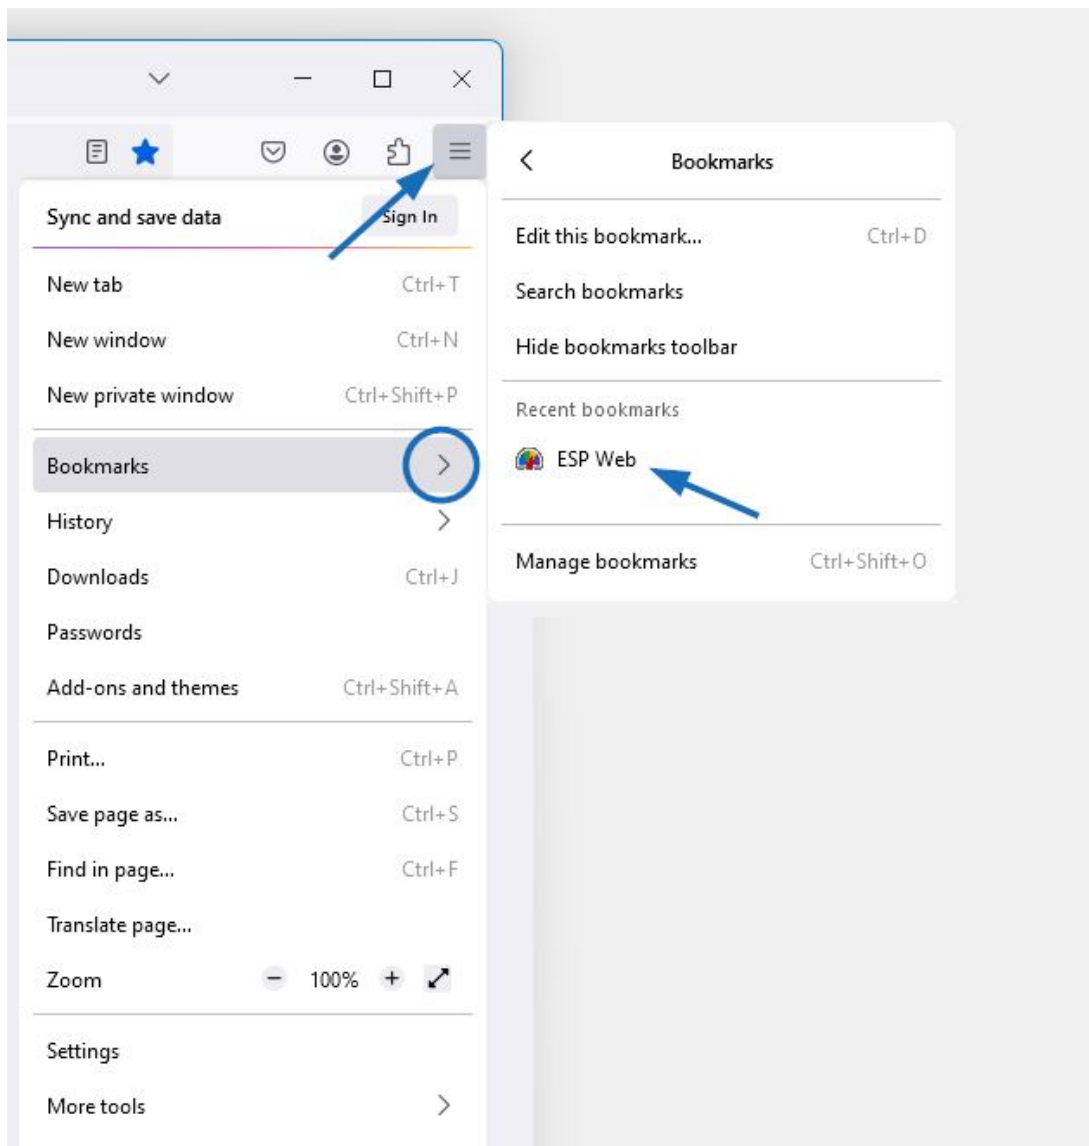 Sync and save data Sign In
New tab Ctrl+T
New window Ctrl+N
New private window Ctrl+Shift+P
Bookmarks
History
Downloads Ctrl+J
Passwords
Add-ons and themes Ctrl+Shift+A
Print... Ctrl+P
Save page as... Ctrl+S
Find in page... Ctrl+F
Translate page...
Zoom 100%
Settings
More tools
Bookmarks
Edit this bookmark... Ctrl+D
Search bookmarks
Hide bookmarks toolbar
Recent bookmarks
ESP Web
Manage bookmarks Ctrl+Shift+O